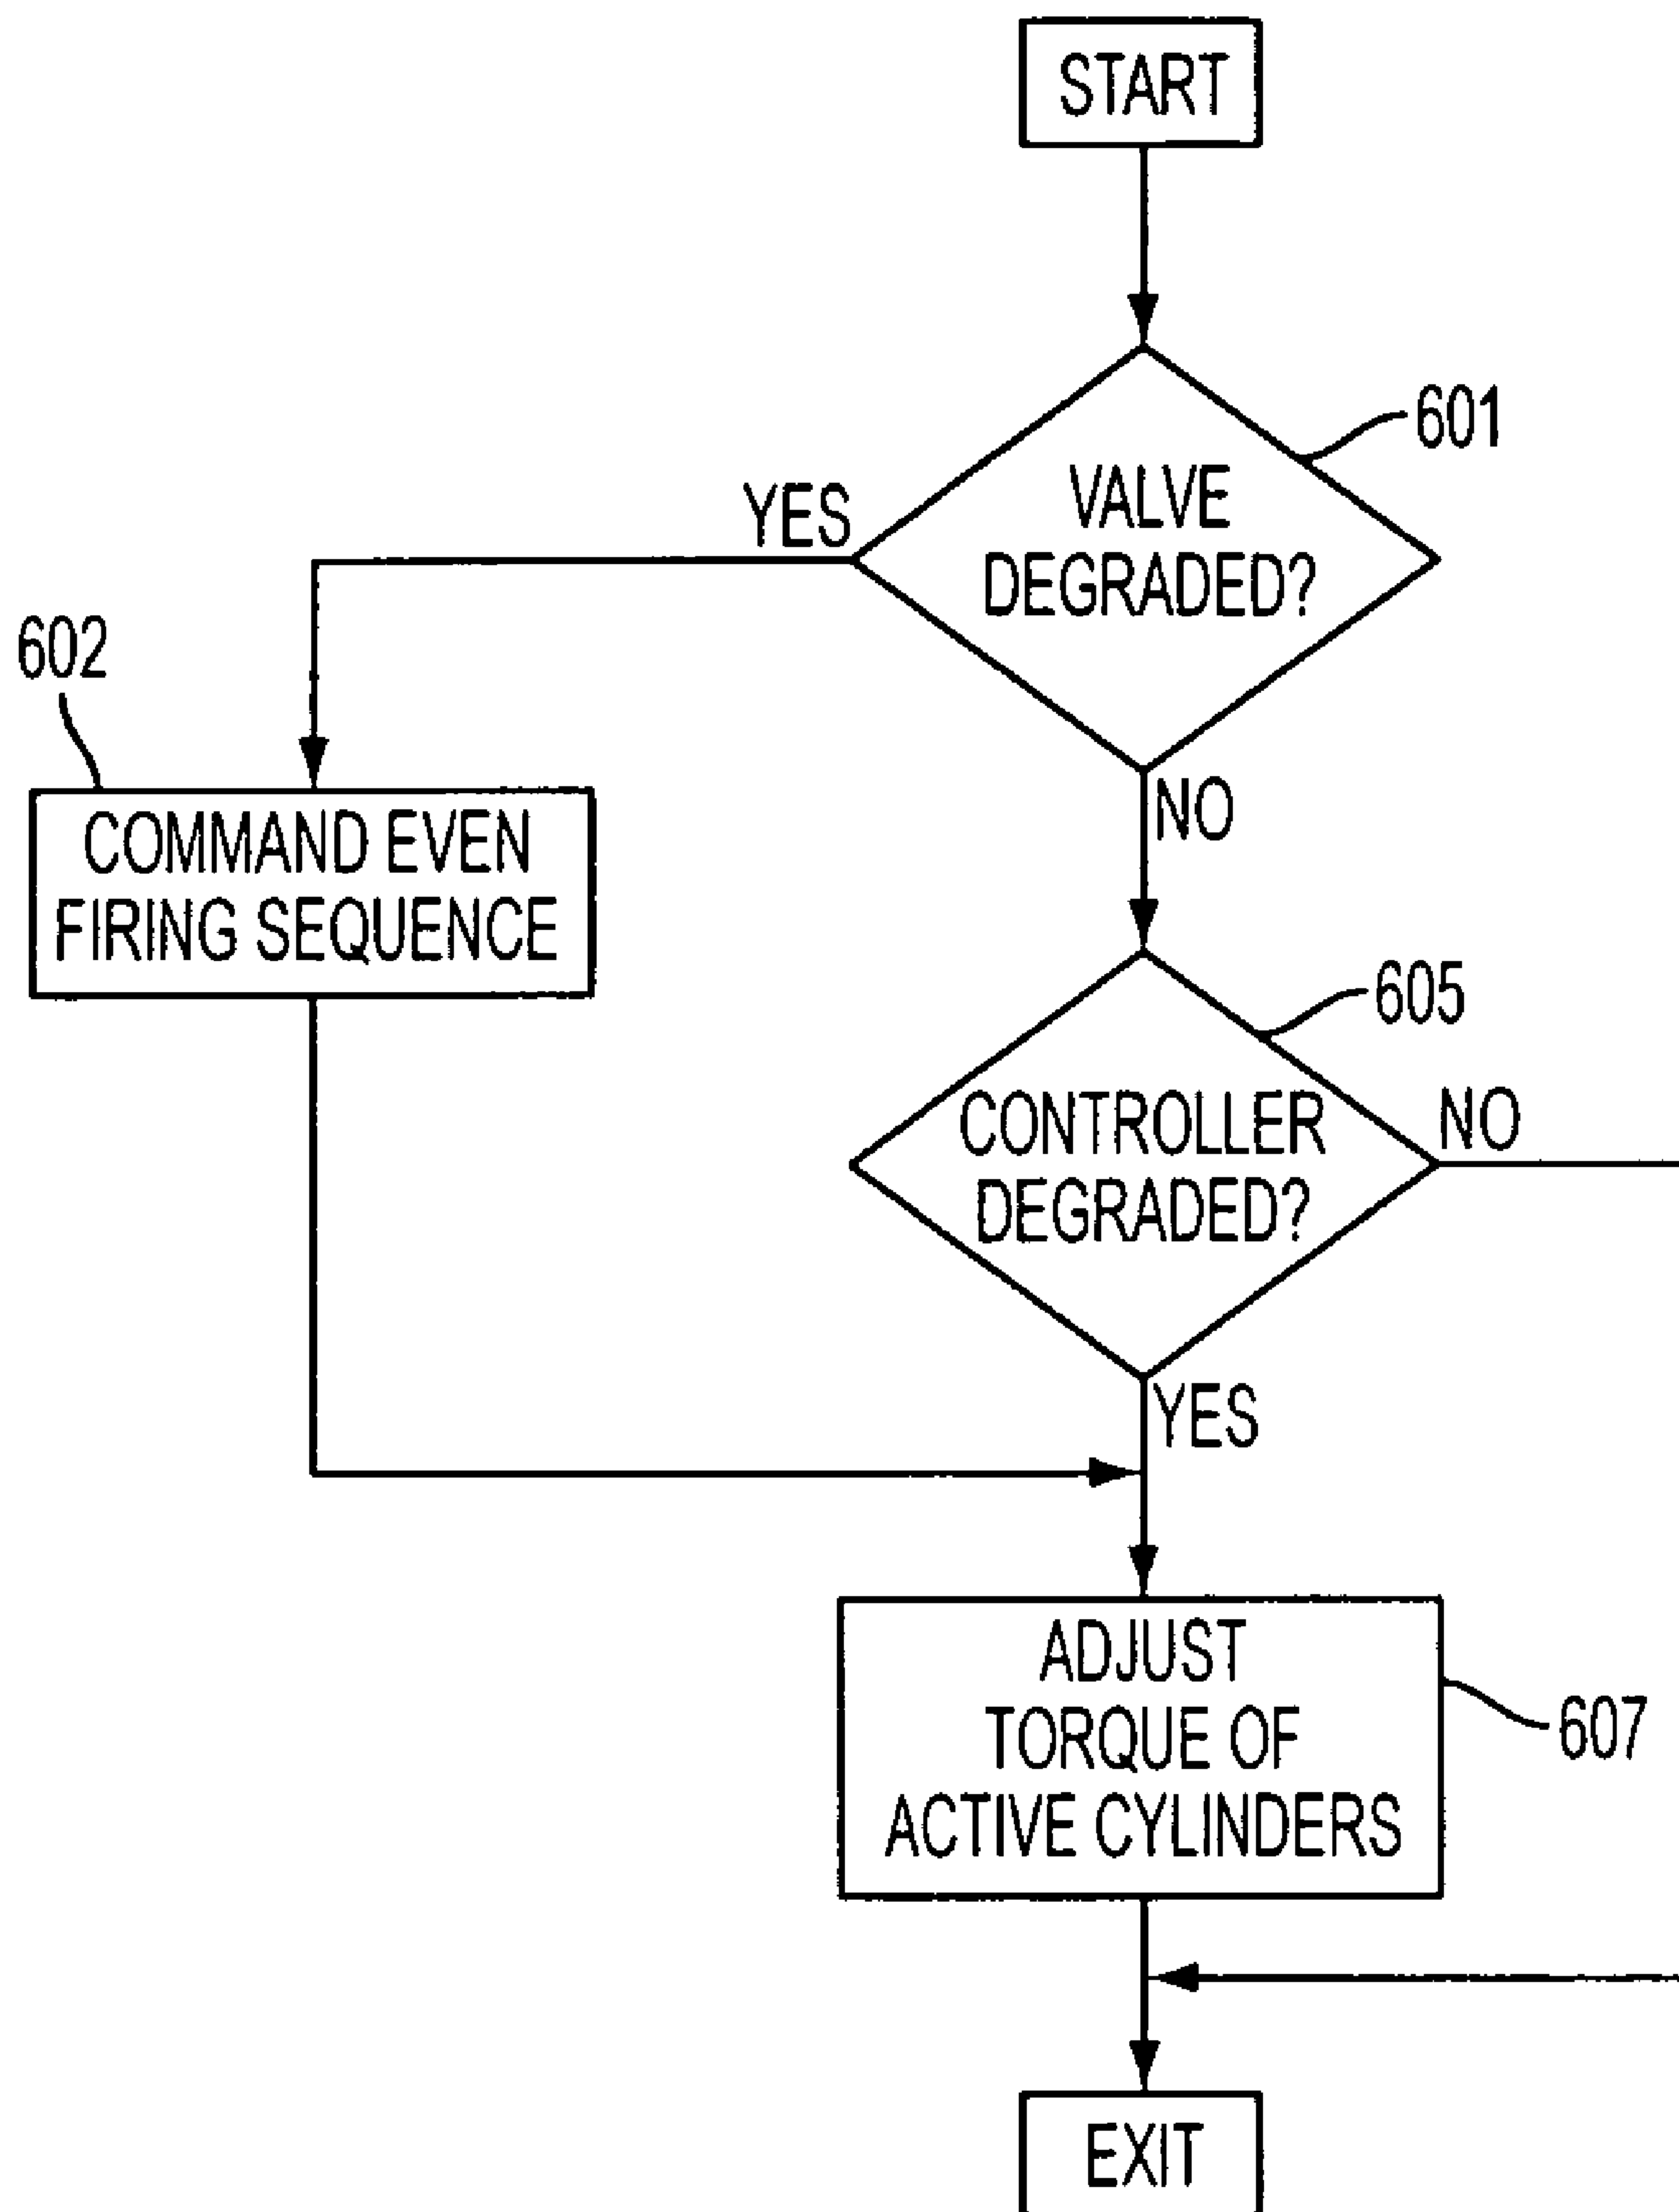 START
601
VALVE
DEGRADED?
YES
602
NO
COMMAND EVEN
FIRING SEQUENCE
605
CONTROLLER
DEGRADED?
NO
YES
ADJUST
TORQUE OF
ACTIVE CYLINDERS
607
EXIT